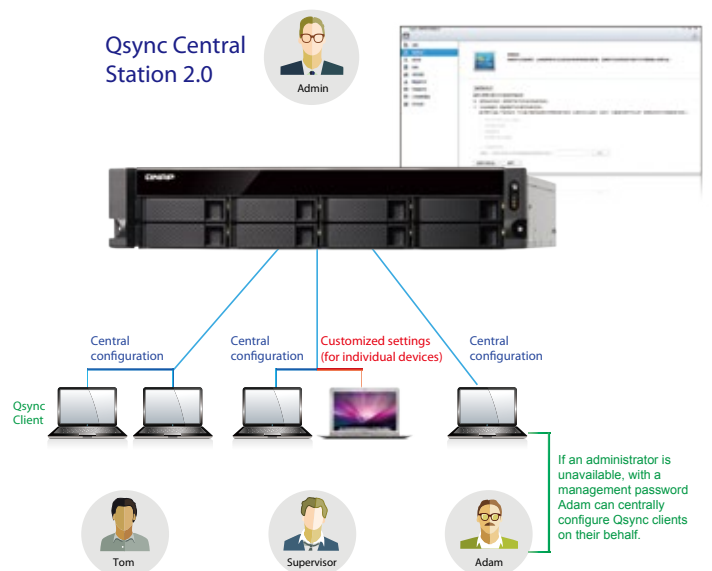 Qsync Central
Station 2.0
Admin
QNAP
Central
configuration
Central
configuration
Customized settings
(for individual devices)
Central
configuration
Qsync
Client
If an administrator is
unavailable, with a
management password
Adam can centrally
configure Qsync clients
on their behalf.
Tom
Supervisor
Adam